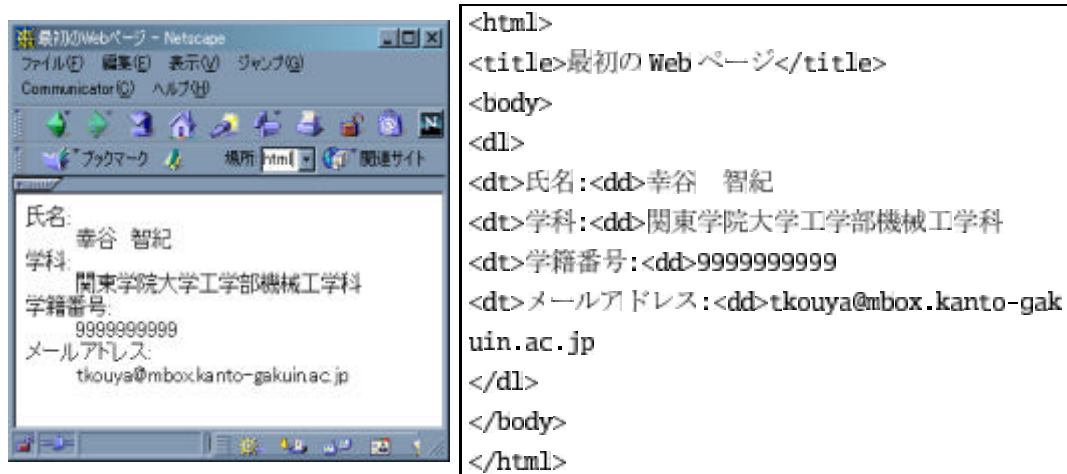 最初のWebページ - Netscape
ファイル(F) 編集(E) 表示(V) ジャンプ(G)
Communicator(C) ヘルプ(H)
ブックマーク 場所: html 関連サイト
氏名:
幸谷 智紀
学科:
関東学院大学工学部機械工学科
学籍番号:
9999999999
メールアドレス:
tkouya@mbox.kanto-gakuin.ac.jp
<html>
<title>最初の Web ページ</title>
<body>
<dl>
<dt>氏名:<dd>幸谷　智紀
<dt>学科:<dd>関東学院大学工学部機械工学科
<dt>学籍番号:<dd>9999999999
<dt>メールアドレス:<dd>tkouya@mbox.kanto-gak
uin.ac.jp
</dl>
</body>
</html>